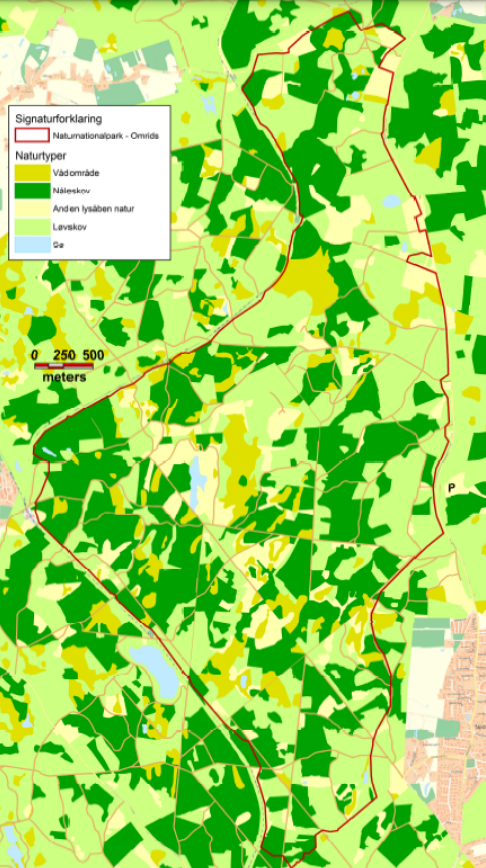 Signaturforklaring
Naturnationalpark - Omrids
Naturtyper
Vådområde
Nåleskov
Anden lysåben natur
Løvskov
Sø
0 250 500
meters
P